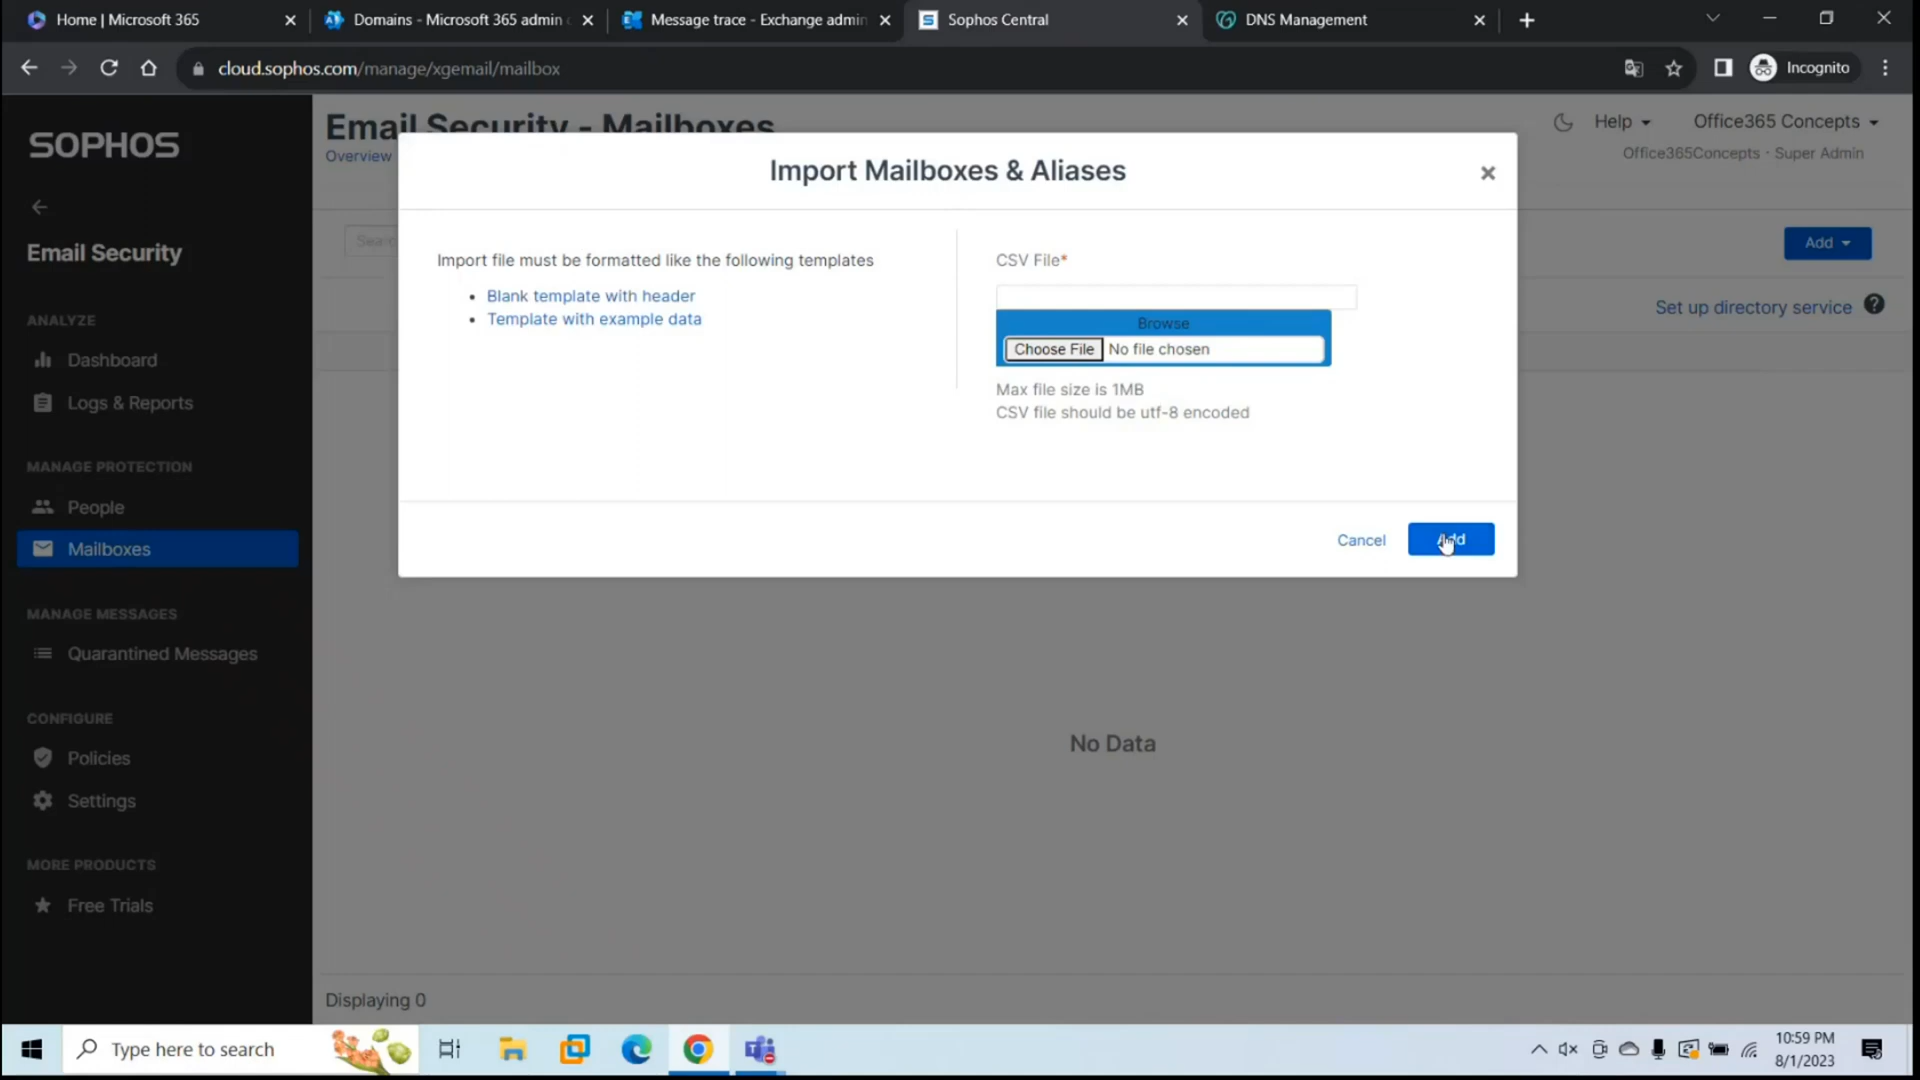 Home | Microsoft 365
Domains - Microsoft 365 admin
Message trace - Exchange admin
Sophos Central
DNS Management
cloud.sophos.com/manage/xgemail/mailbox
Incognito
SOPHOS
Email Security
ANALYZE
Dashboard
Logs & Reports
MANAGE PROTECTION
People
Mailboxes
MANAGE MESSAGES
Quarantined Messages
CONFIGURE
Policies
Settings
MORE PRODUCTS
Free Trials
Email Security - Mailboxes
Overview
Help
Office365 Concepts
Office365Concepts · Super Admin
Add
Set up directory service
Import Mailboxes & Aliases
Import file must be formatted like the following templates
• Blank template with header
• Template with example data
CSV File*
Browse
Choose File No file chosen
Max file size is 1MB
CSV file should be utf-8 encoded
Cancel
Add
No Data
Displaying 0
Type here to search
10:59 PM
8/1/2023